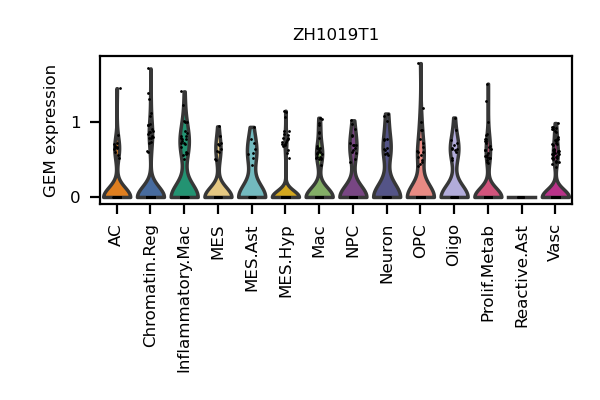 ZH1019T1
GEM expression
1
0
AC
Chromatin.Reg
Inflammatory.Mac
MES
MES.Ast
MES.Hyp
Mac
NPC
Neuron
OPC
Oligo
Prolif.Metab
Reactive.Ast
Vasc